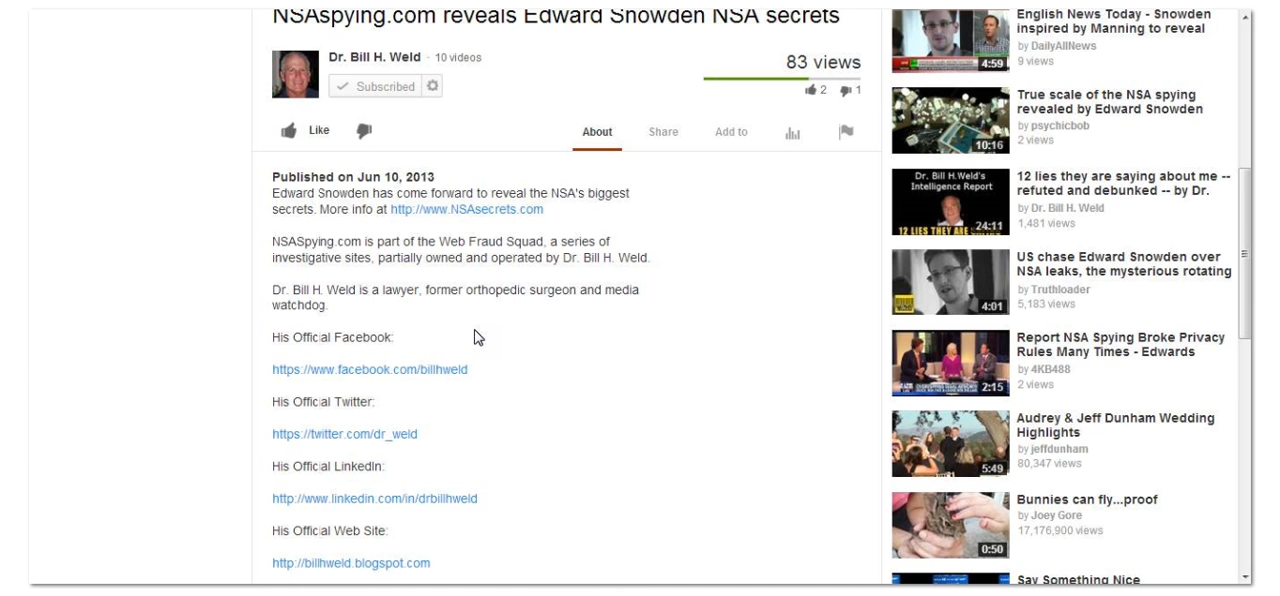 NSAspying.com reveals Edward Snowden NSA secrets
Dr. Bill H. Weld · 10 videos
Subscribed
83 views
2 1
Like
About Share Add to
Published on Jun 10, 2013
Edward Snowden has come forward to reveal the NSA's biggest
secrets. More info at http://www.NSAsecrets.com
NSASpying.com is part of the Web Fraud Squad, a series of
investigative sites, partially owned and operated by Dr. Bill H. Weld.
Dr. Bill H. Weld is a lawyer, former orthopedic surgeon and media
watchdog.
His Official Facebook:
https://www.facebook.com/billhweld
His Official Twitter:
https://twitter.com/dr_weld
His Official LinkedIn:
http://www.linkedin.com/in/drbillhweld
His Official Web Site:
http://billhweld.blogspot.com
English News Today - Snowden
inspired by Manning to reveal
by DailyAllNews
9 views
4:59
True scale of the NSA spying
revealed by Edward Snowden
by psychicbob
2 views
10:16
Dr. Bill H.Weld's
Intelligence Report
12 LIES THEY ARE
24:11
12 lies they are saying about me --
refuted and debunked -- by Dr.
by Dr. Bill H. Weld
1,481 views
US chase Edward Snowden over
NSA leaks, the mysterious rotating
by Truthloader
5,183 views
4:01
Report NSA Spying Broke Privacy
Rules Many Times - Edwards
by 4KB488
2 views
2:15
Audrey & Jeff Dunham Wedding
Highlights
by jeffdunham
80,347 views
5:49
Bunnies can fly...proof
by Joey Gore
17,176,900 views
0:50
Say Something Nice